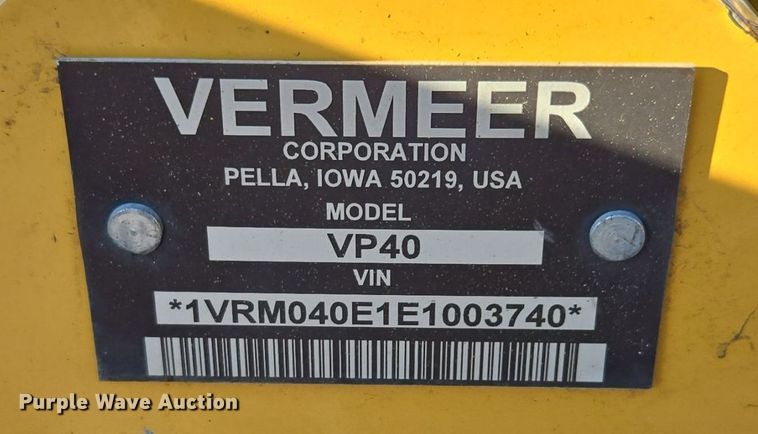 VERMEER
CORPORATION
PELLA, IOWA 50219, USA
MODEL
VP40
VIN
*1VRM040E1E1003740*
Purple Wave Auction